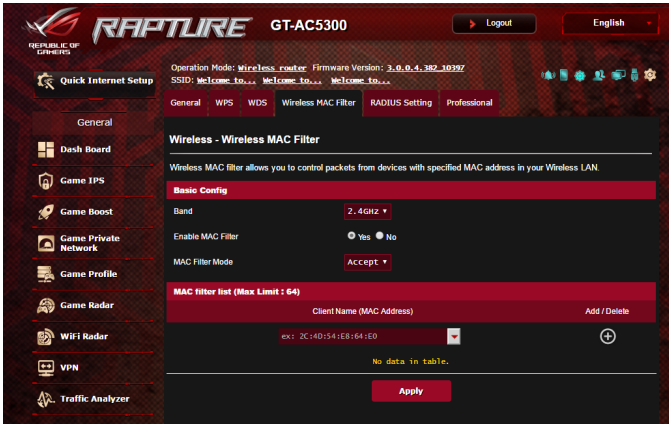 REPUBLIC OF
GAMERS
RAPTURE
GT-AC5300
Logout
English
Quick Internet Setup
Operation Mode: Wireless router Firmware Version: 3.0.0.4.382_10397
SSID: Welcome to... Welcome to... Welcome to...
General WPS WDS Wireless MAC Filter RADIUS Setting Professional
General
Dash Board
Game IPS
Game Boost
Game Private
Network
Game Profile
Game Radar
WiFi Radar
VPN
Traffic Analyzer
Wireless - Wireless MAC Filter
Wireless MAC filter allows you to control packets from devices with specified MAC address in your Wireless LAN.
Basic Config
Band 2.4GHz
Enable MAC Filter Yes No
MAC Filter Mode Accept
MAC filter list (Max Limit : 64)
Client Name (MAC Address) Add / Delete
ex: 2C:4D:54:E8:64:E0
No data in table.
Apply